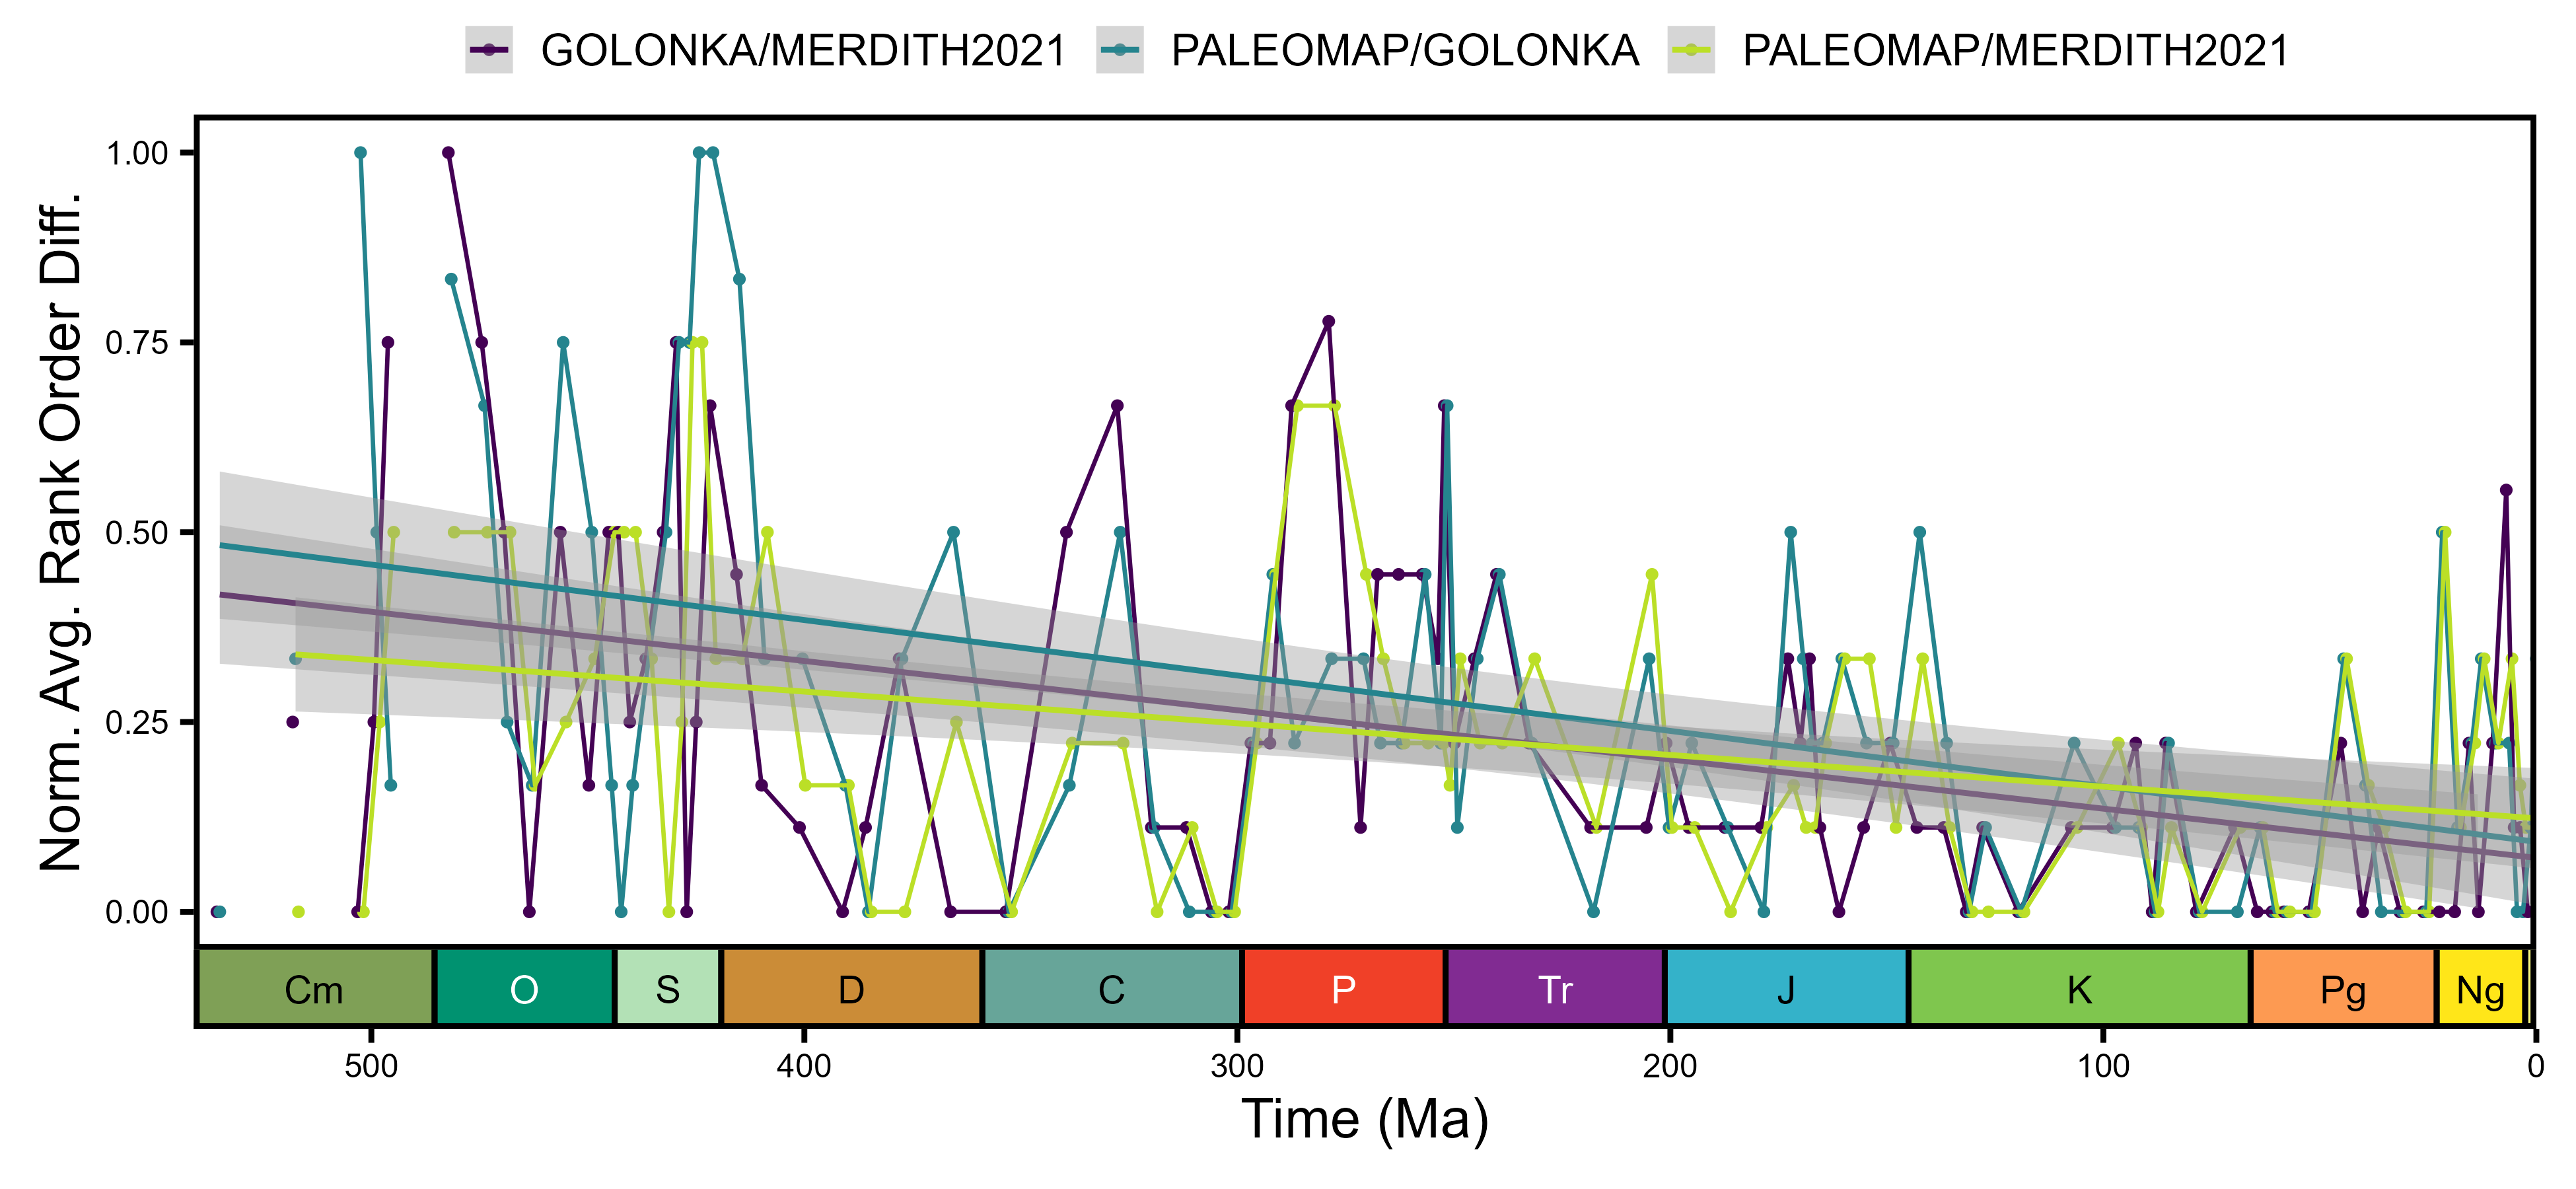 GOLONKA/MERDITH2021 PALEOMAP/GOLONKA PALEOMAP/MERDITH2021
Norm. Avg. Rank Order Diff.
1.00
0.75
0.50
0.25
0.00
Cm O S D C P Tr J K Pg Ng
500 400 300 200 100 0
Time (Ma)